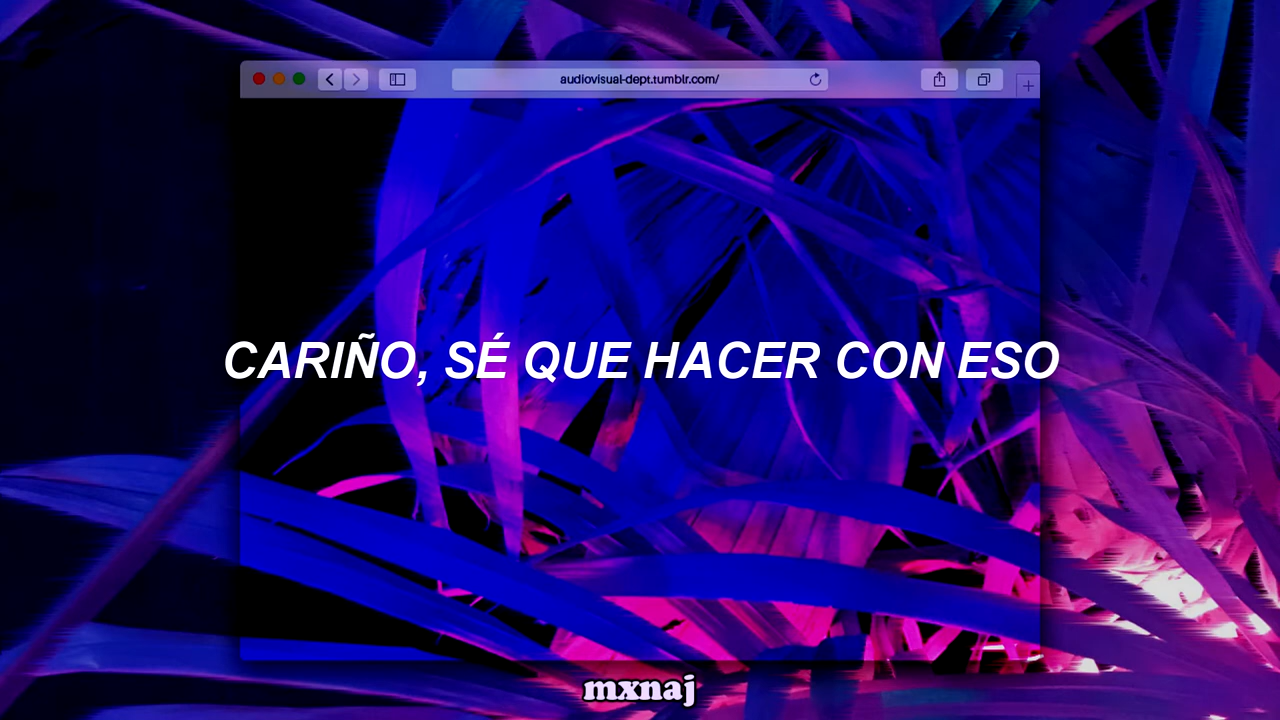 audiovisual-dept.tumblr.com/
CARIÑO, SÉ QUE HACER CON ESO
mxnaj